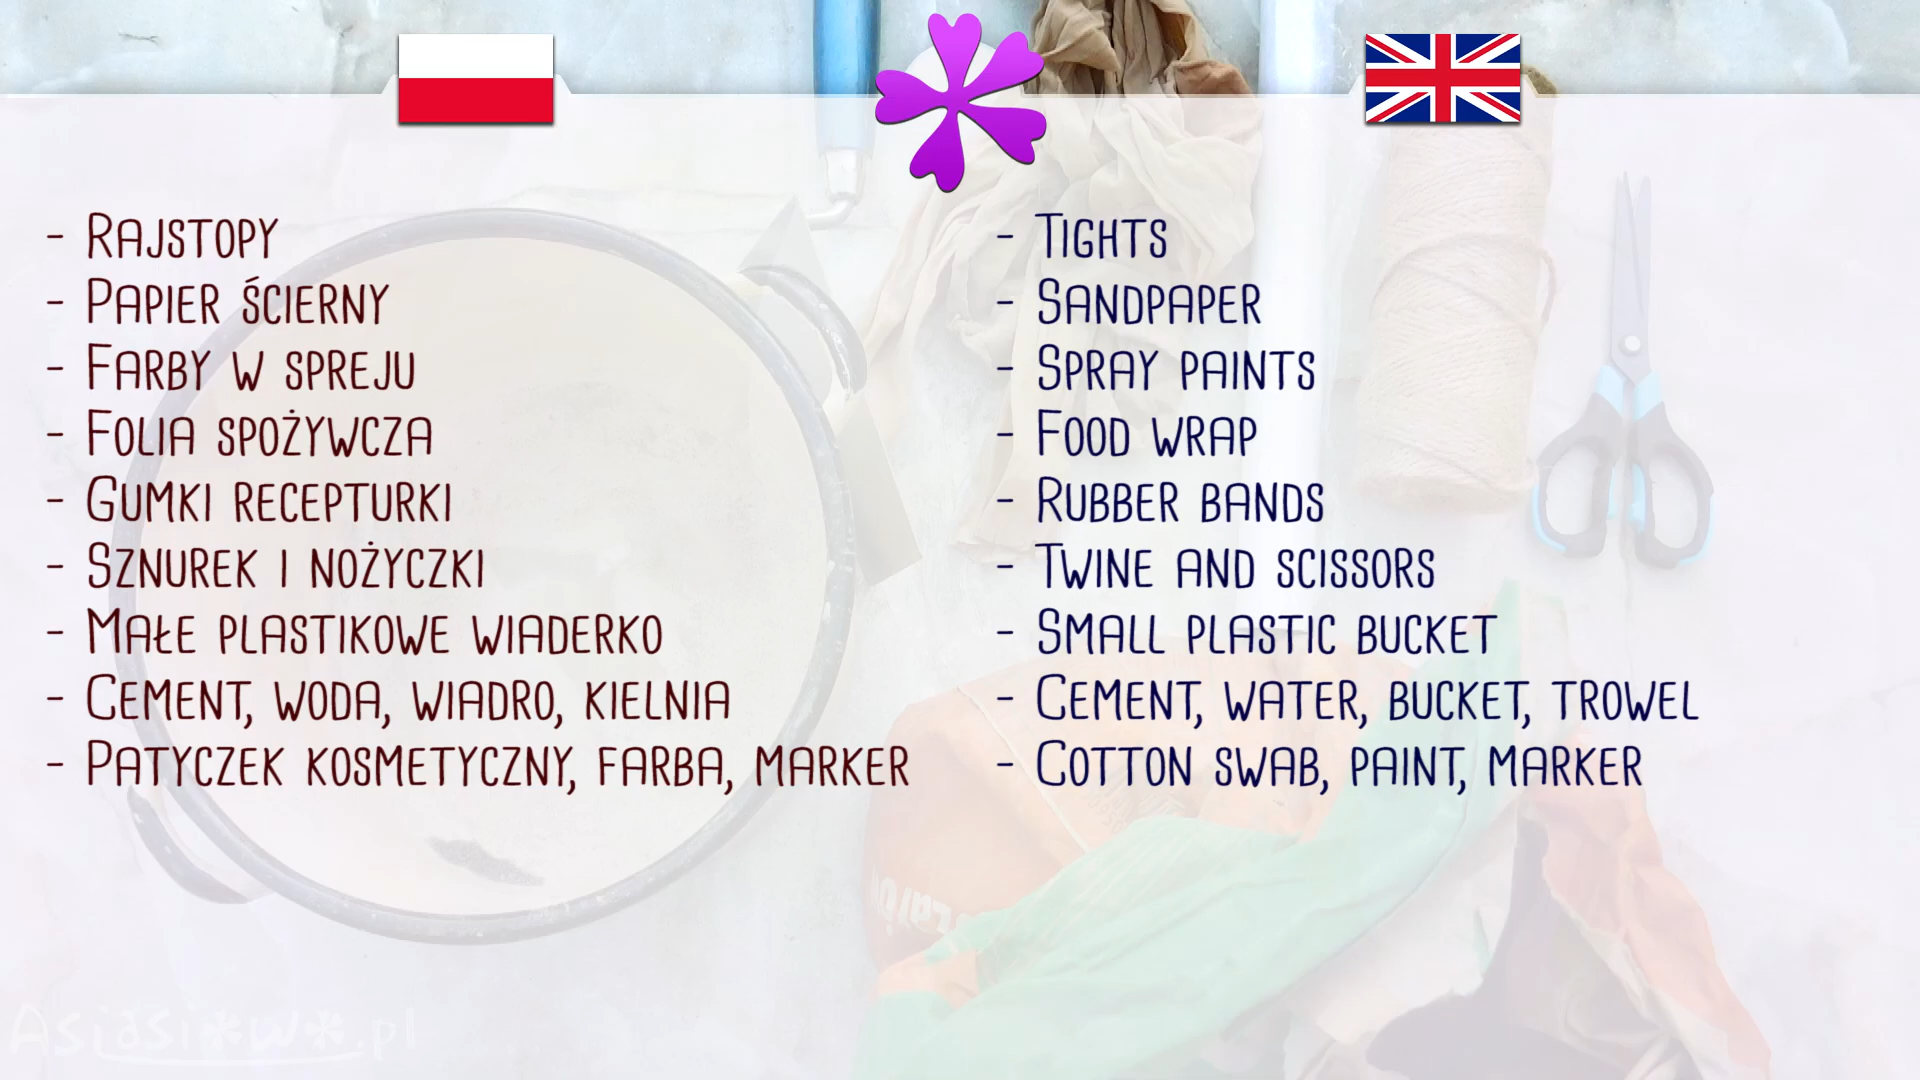 - Rajstopy
- Papier ścierny
- Farby w spreju
- Folia spożywcza
- Gumki recepturki
- Sznurek i nożyczki
- Małe plastikowe wiaderko
- Cement, woda, wiadro, kielnia
- Patyczek kosmetyczny, farba, marker
- Tights
- Sandpaper
- Spray paints
- Food wrap
- Rubber bands
- Twine and scissors
- Small plastic bucket
- Cement, water, bucket, trowel
- Cotton swab, paint, marker
Asiasiowo.pl